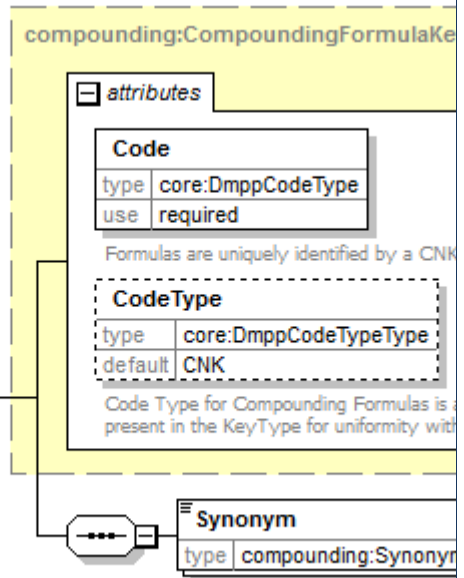 compounding:CompoundingFormulaKe
attributes
Code
type core:DmppCodeType
use required
Formulas are uniquely identified by a CNK
CodeType
type core:DmppCodeTypeType
default CNK
Code Type for Compounding Formulas is
present in the KeyType for uniformity with
Synonym
type compounding:Synonym